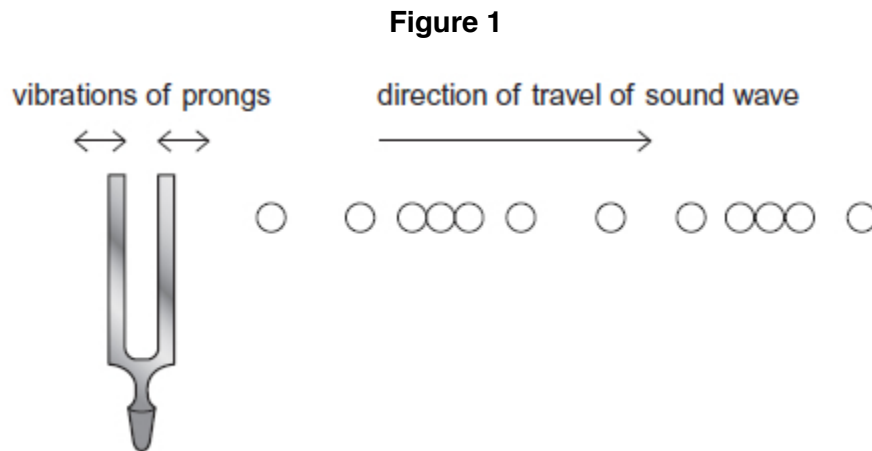 Figure 1
vibrations of prongs
direction of travel of sound wave